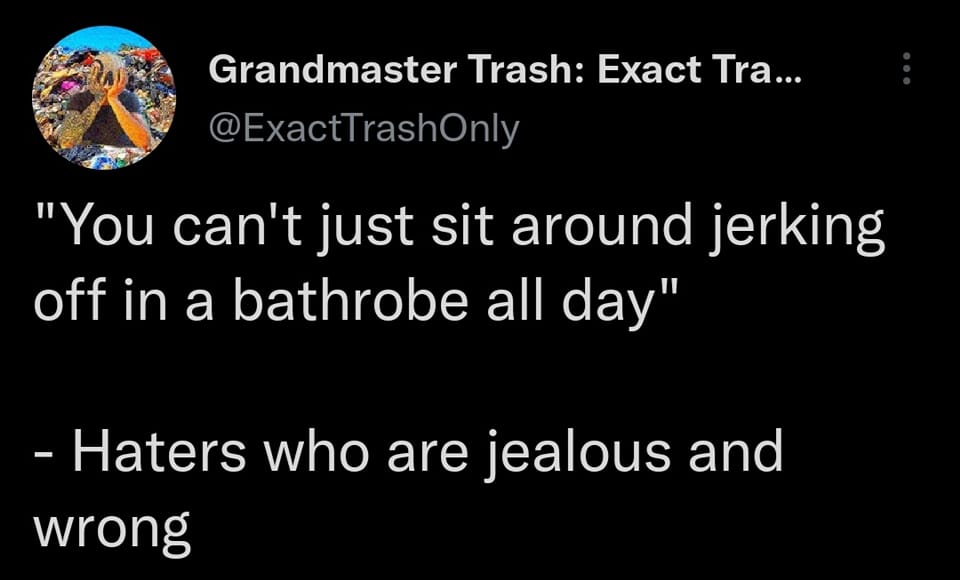 Grandmaster Trash: Exact Tra...
@ExactTrashOnly
"You can't just sit around jerking
off in a bathrobe all day"
- Haters who are jealous and
wrong